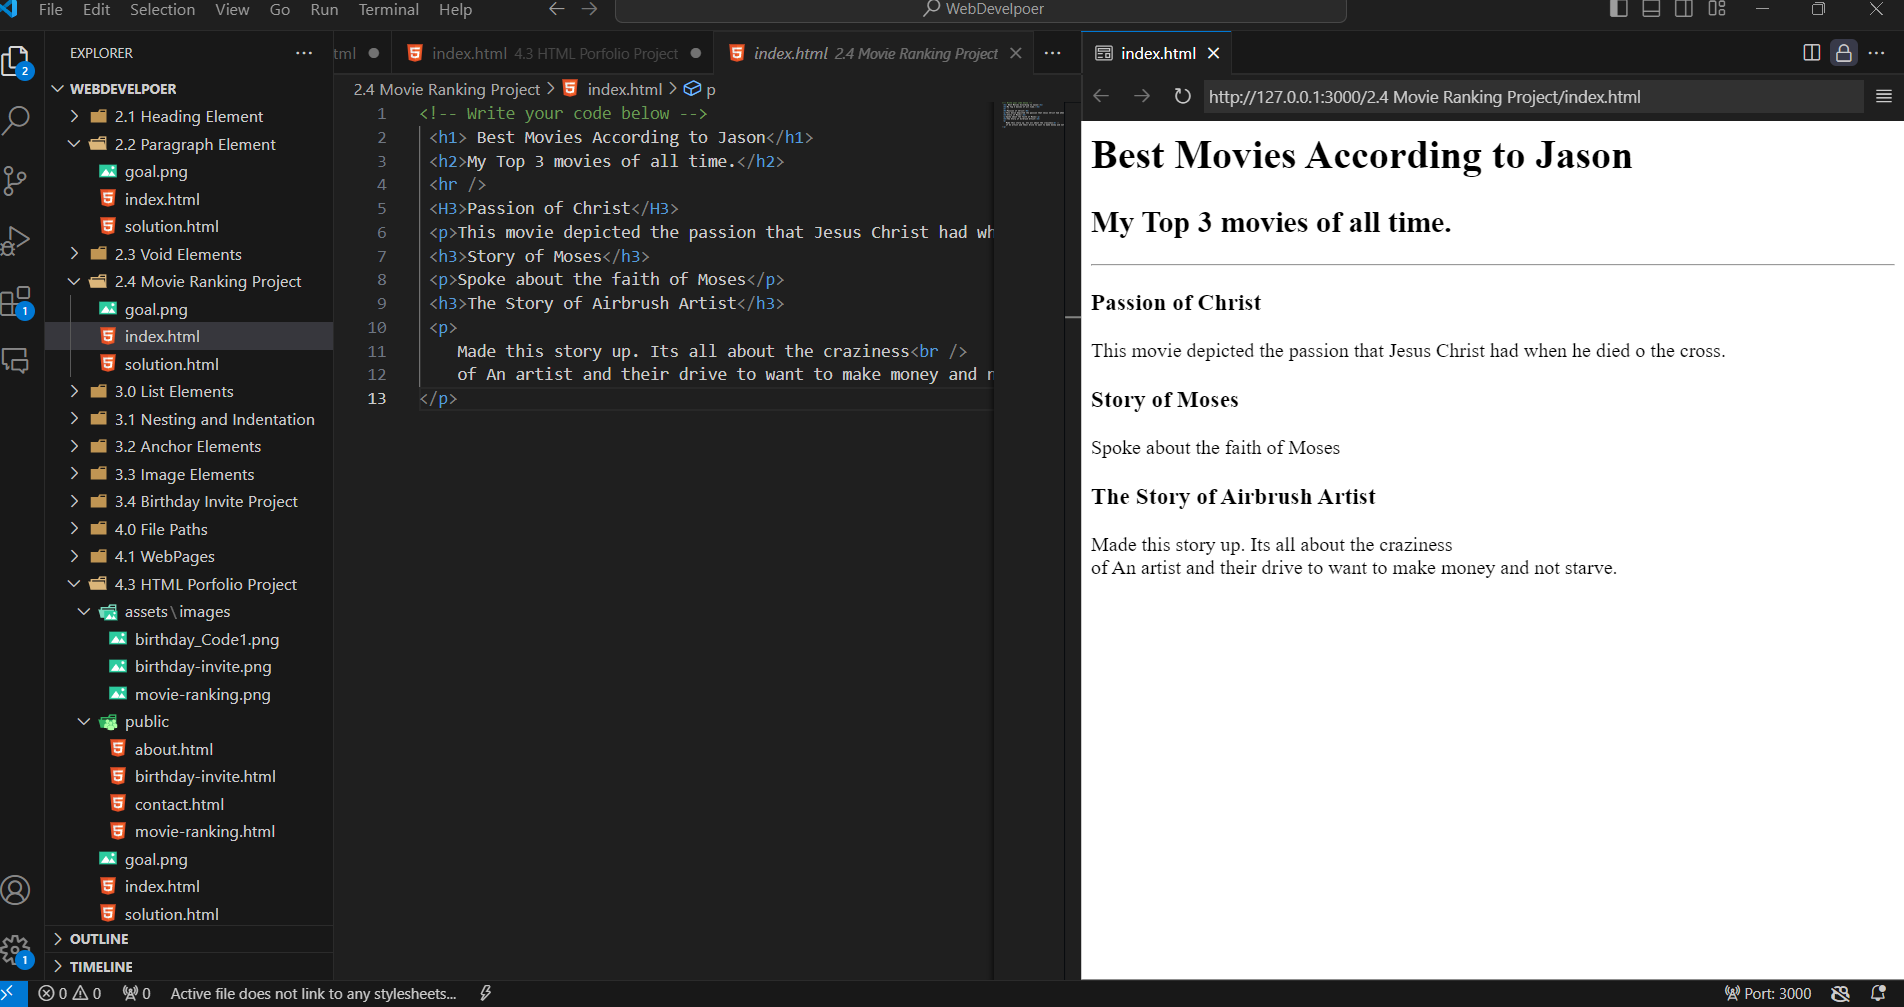 File Edit Selection View Go Run Terminal Help
WebDevelpoer
2
1
1
EXPLORER
WEBDEVELPOER
2.1 Heading Element
2.2 Paragraph Element
goal.png
index.html
solution.html
2.3 Void Elements
2.4 Movie Ranking Project
goal.png
index.html
solution.html
3.0 List Elements
3.1 Nesting and Indentation
3.2 Anchor Elements
3.3 Image Elements
3.4 Birthday Invite Project
4.0 File Paths
4.1 WebPages
4.3 HTML Porfolio Project
assets\images
birthday_Code1.png
birthday-invite.png
movie-ranking.png
public
about.html
birthday-invite.html
contact.html
movie-ranking.html
goal.png
index.html
solution.html
OUTLINE
TIMELINE
tml index.html 4.3 HTML Porfolio Project index.html 2.4 Movie Ranking Project
2.4 Movie Ranking Project > index.html > p
1 <!-- Write your code below -->
2 <h1> Best Movies According to Jason</h1>
3 <h2>My Top 3 movies of all time.</h2>
4 <hr />
5 <H3>Passion of Christ</H3>
6 <p>This movie depicted the passion that Jesus Christ had wh
7 <h3>Story of Moses</h3>
8 <p>Spoke about the faith of Moses</p>
9 <h3>The Story of Airbrush Artist</h3>
10 <p>
11 Made this story up. Its all about the craziness<br />
12 of An artist and their drive to want to make money and n
13 </p>
index.html
http://127.0.0.1:3000/2.4 Movie Ranking Project/index.html
Best Movies According to Jason
My Top 3 movies of all time.
Passion of Christ
This movie depicted the passion that Jesus Christ had when he died o the cross.
Story of Moses
Spoke about the faith of Moses
The Story of Airbrush Artist
Made this story up. Its all about the craziness
of An artist and their drive to want to make money and not starve.
0 0 0 Active file does not link to any stylesheets... Port: 3000